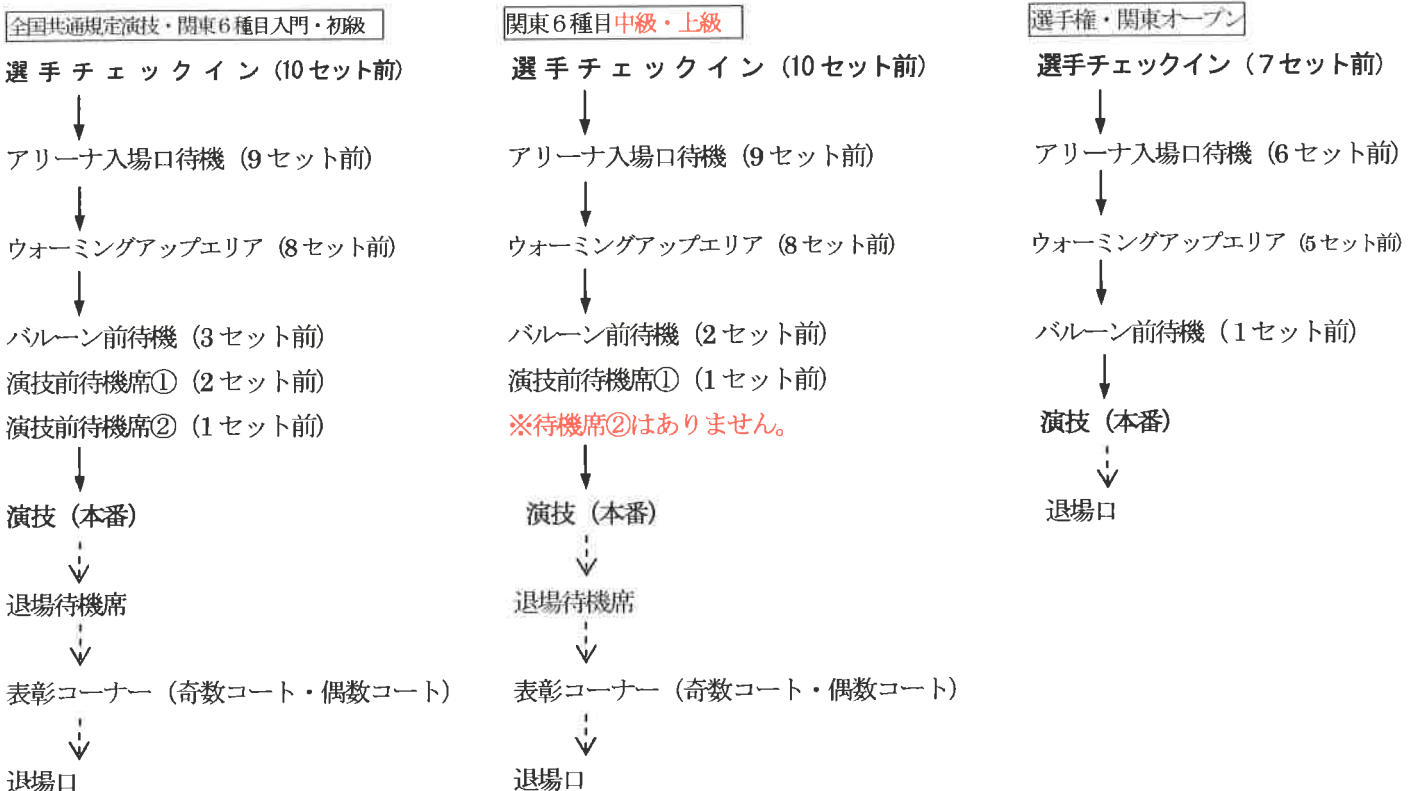 全国共通規定演技・関東6種目入門・初級
選手チェックイン（10セット前）
アリーナ入場口待機（9セット前）
ウォーミングアップエリア（8セット前）
バルーン前待機（3セット前）
演技前待機席①（2セット前）
演技前待機席②（1セット前）
演技（本番）
退場待機席
表彰コーナー（奇数コート・偶数コート）
退場口
関東6種目中級・上級
選手チェックイン（10セット前）
アリーナ入場口待機（9セット前）
ウォーミングアップエリア（8セット前）
バルーン前待機（2セット前）
演技前待機席①（1セット前）
※待機席②はありません。
演技（本番）
退場待機席
表彰コーナー（奇数コート・偶数コート）
退場口
選手権・関東オープン
選手チェックイン（7セット前）
アリーナ入場口待機（6セット前）
ウォーミングアップエリア（5セット前）
バルーン前待機（1セット前）
演技（本番）
退場口